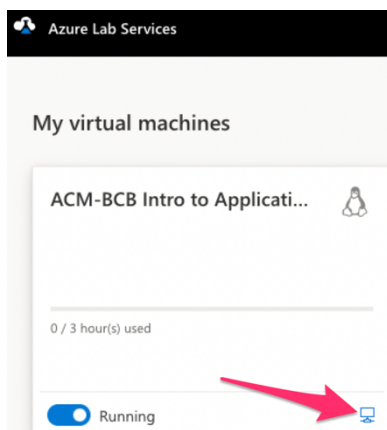 Azure Lab Services
My virtual machines
ACM-BCB Intro to Applicati...
0 / 3 hour(s) used
Running